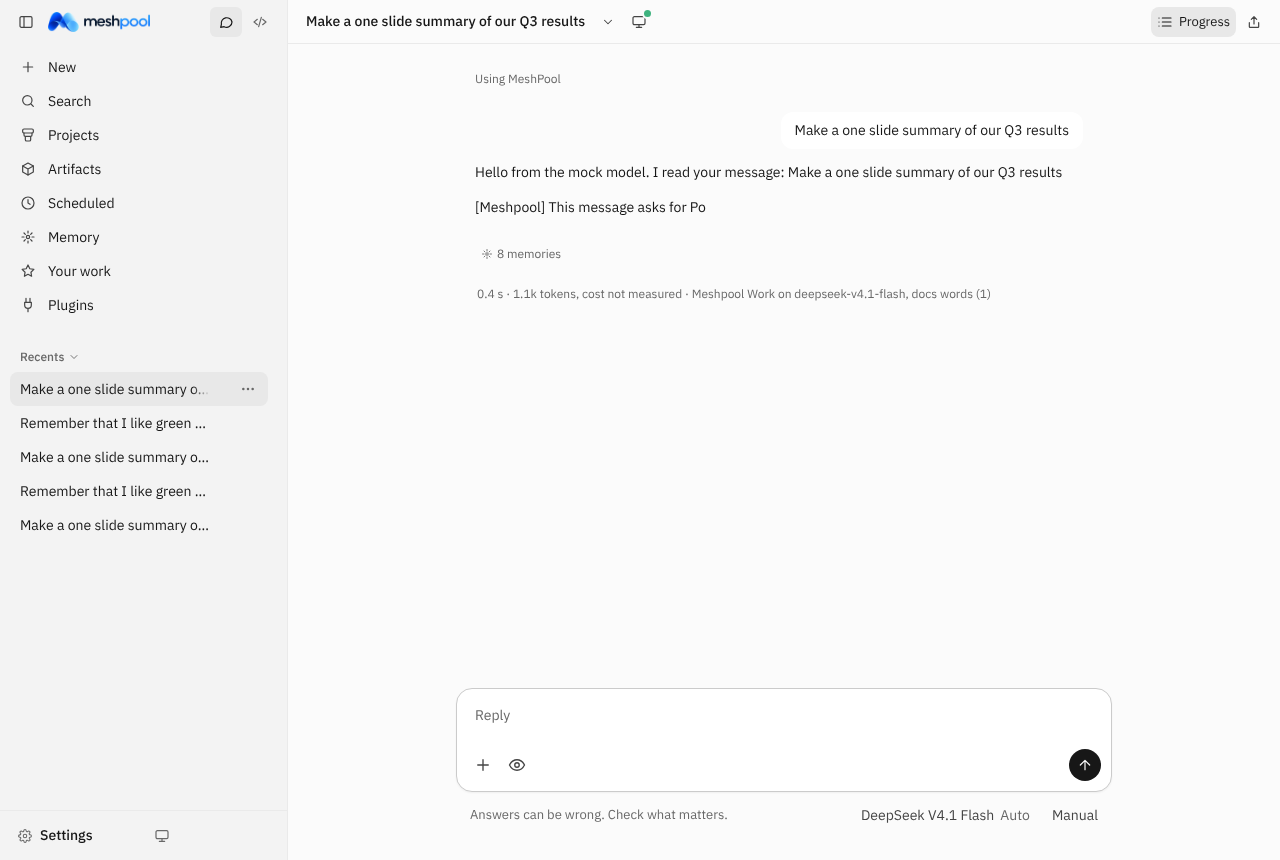 meshpool
Make a one slide summary of our Q3 results
Progress
New
Search
Projects
Artifacts
Scheduled
Memory
Your work
Plugins
Recents
Make a one slide summary o...
Remember that I like green ...
Make a one slide summary o...
Remember that I like green ...
Make a one slide summary o...
Settings
Using MeshPool
Make a one slide summary of our Q3 results
Hello from the mock model. I read your message: Make a one slide summary of our Q3 results
[Meshpool] This message asks for Po
8 memories
0.4 s · 1.1k tokens, cost not measured · Meshpool Work on deepseek-v4.1-flash, docs words (1)
Reply
Answers can be wrong. Check what matters.
DeepSeek V4.1 Flash Auto Manual